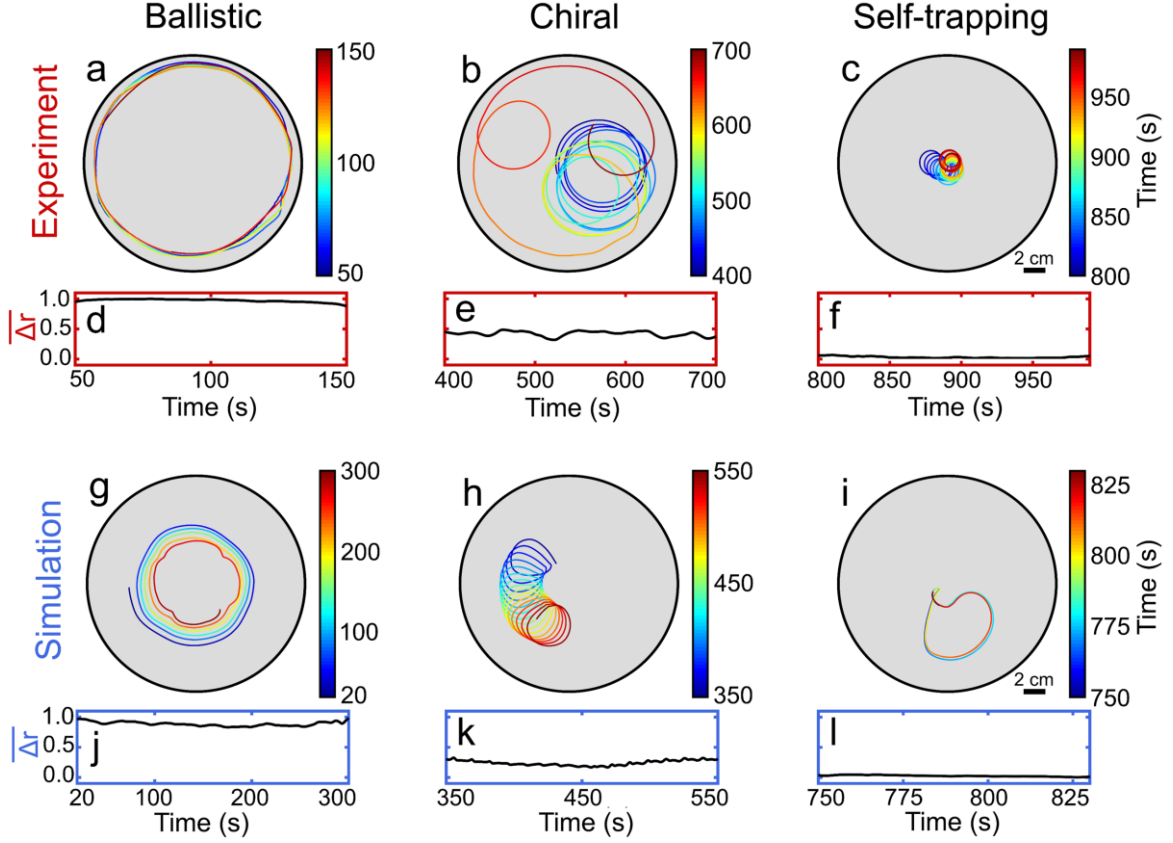 Ballistic Chiral Self-trapping
Experiment
a 150 100 50
b 700 600 500 400
c 950 900 850 800 Time (s)
2 cm
Δr 1.0 0.5 0.0 d
50 100 150
Time (s)
e
400 500 600 700
Time (s)
f
800 850 900 950
Time (s)
Simulation
g 300 200 100 20
h 550 450 350
i 825 800 775 750 Time (s)
2 cm
Δr 1.0 0.5 0.0 j
20 100 200 300
Time (s)
k
350 450 550
Time (s)
l
750 775 800 825
Time (s)